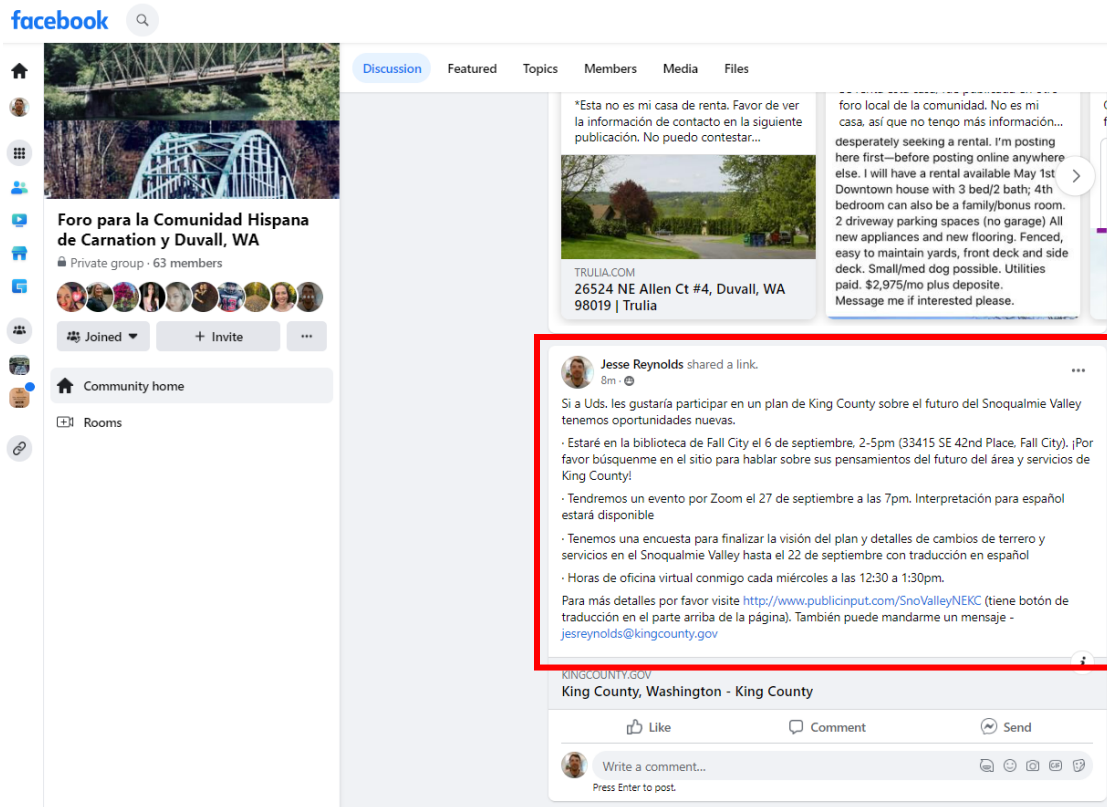 facebook
Discussion
Featured
Topics
Members
Media
Files
Foro para la Comunidad Hispana
de Carnation y Duvall, WA
Private group · 63 members
Joined
+ Invite
Community home
Rooms
*Esta no es mi casa de renta. Favor de ver
la información de contacto en la siguiente
publicación. No puedo contestar...
TRULIA.COM
26524 NE Allen Ct #4, Duvall, WA
98019 | Trulia
foro local de la comunidad. No es mi
casa, así que no tengo más información...
desperately seeking a rental. I'm posting
here first—before posting online anywhere
else. I will have a rental available May 1st
Downtown house with 3 bed/2 bath; 4th
bedroom can also be a family/bonus room.
2 driveway parking spaces (no garage) All
new appliances and new flooring. Fenced,
easy to maintain yards, front deck and side
deck. Small/med dog possible. Utilities
paid. $2,975/mo plus deposite.
Message me if interested please.
Jesse Reynolds shared a link.
8m ·
Si a Uds. les gustaría participar en un plan de King County sobre el futuro del Snoqualmie Valley
tenemos oportunidades nuevas.
· Estaré en la biblioteca de Fall City el 6 de septiembre, 2-5pm (33415 SE 42nd Place, Fall City). ¡Por
favor búsquenme en el sitio para hablar sobre sus pensamientos del futuro del área y servicios de
King County!
· Tendremos un evento por Zoom el 27 de septiembre a las 7pm. Interpretación para español
estará disponible
· Tenemos una encuesta para finalizar la visión del plan y detalles de cambios de terrero y
servicios en el Snoqualmie Valley hasta el 22 de septiembre con traducción en español
· Horas de oficina virtual conmigo cada miércoles a las 12:30 a 1:30pm.
Para más detalles por favor visite http://www.publicinput.com/SnoValleyNEKC (tiene botón de
traducción en el parte arriba de la página). También puede mandarme un mensaje -
jesreynolds@kingcounty.gov
KINGCOUNTY.GOV
King County, Washington - King County
Like
Comment
Send
Write a comment...
GIF
Press Enter to post.